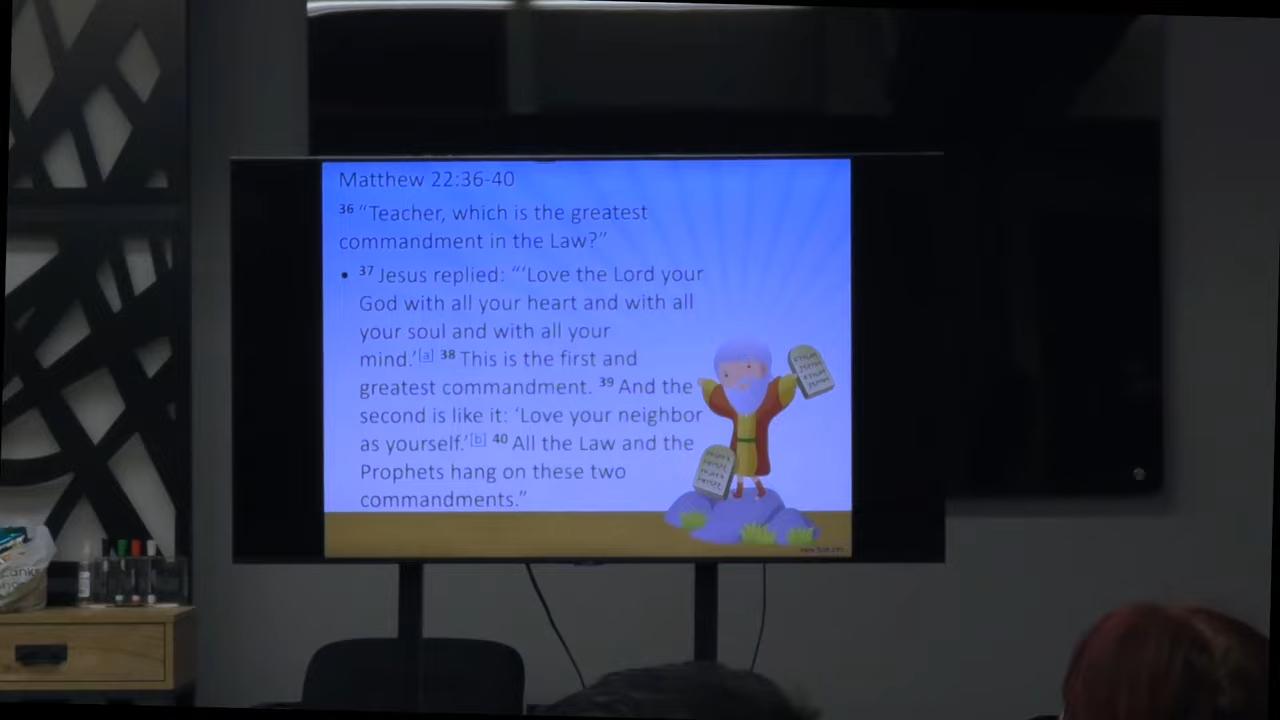 Matthew 22:36-40
36 “Teacher, which is the greatest
commandment in the Law?”
• 37 Jesus replied: “‘Love the Lord your
God with all your heart and with all
your soul and with all your
mind.’[a] 38 This is the first and
greatest commandment. 39 And the
second is like it: ‘Love your neighbor
as yourself.’[b] 40 All the Law and the
Prophets hang on these two
commandments.”